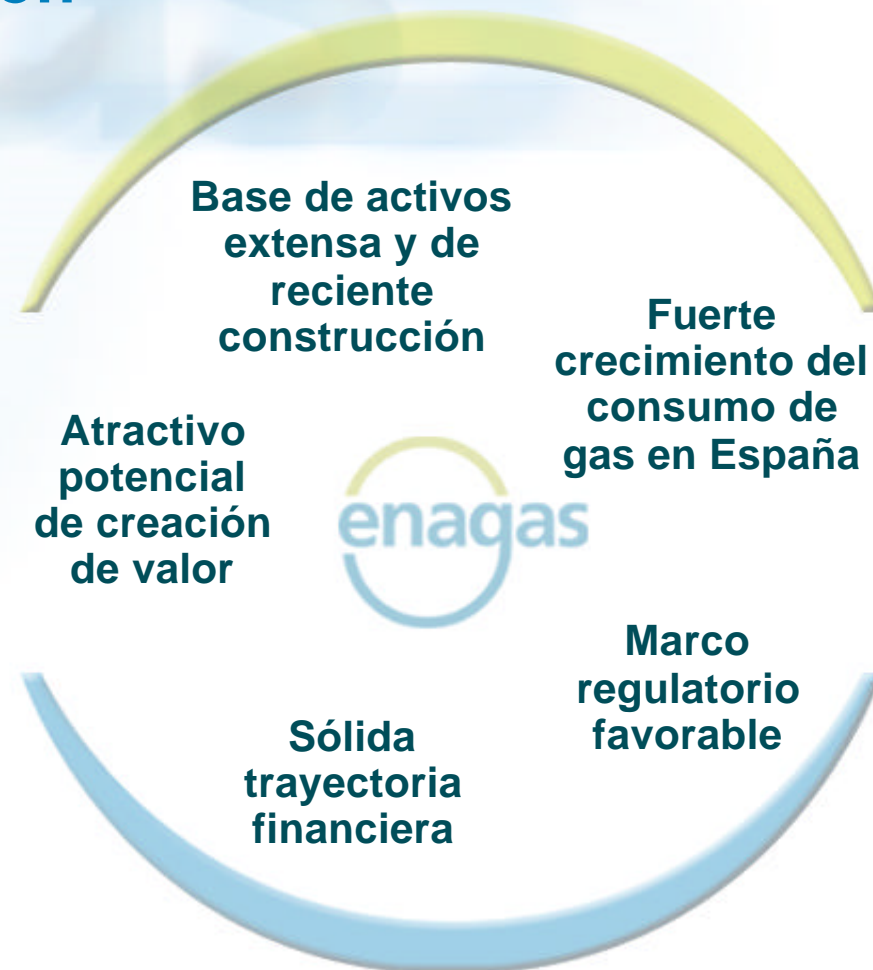 Base de activos
extensa y de
reciente
construcción
Fuerte
crecimiento del
consumo de
gas en España
Atractivo
potencial
de creación
de valor
enagas
Marco
regulatorio
favorable
Sólida
trayectoria
financiera